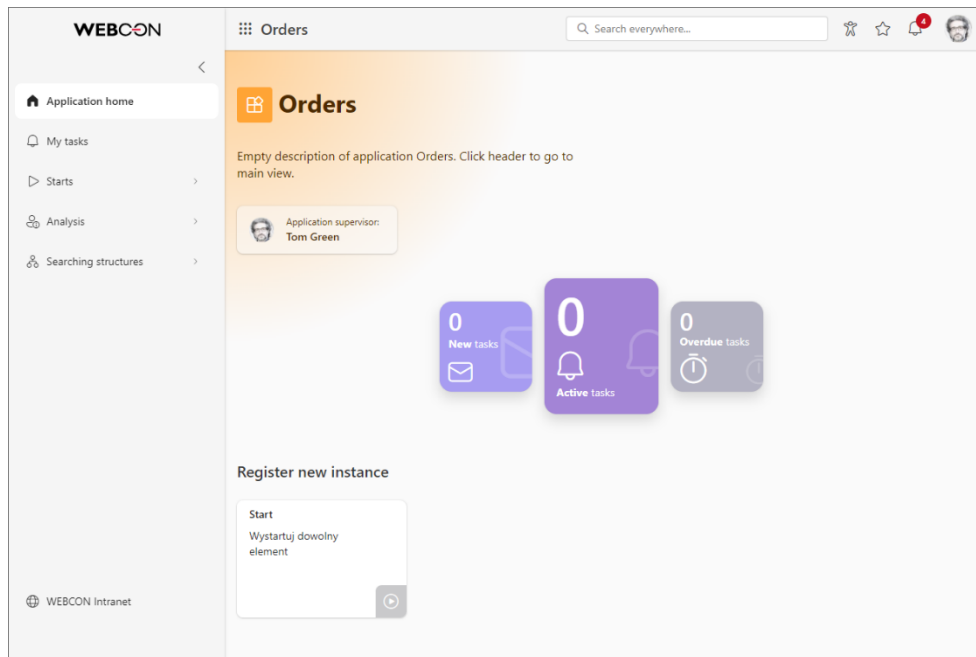 WEBCON
Orders
Search everywhere...
4
Application home
My tasks
Starts
Analysis
Searching structures
WEBCON Intranet
Orders
Empty description of application Orders. Click header to go to
main view.
Application supervisor:
Tom Green
0
New tasks
0
Active tasks
0
Overdue tasks
Register new instance
Start
Wystartuj dowolny
element